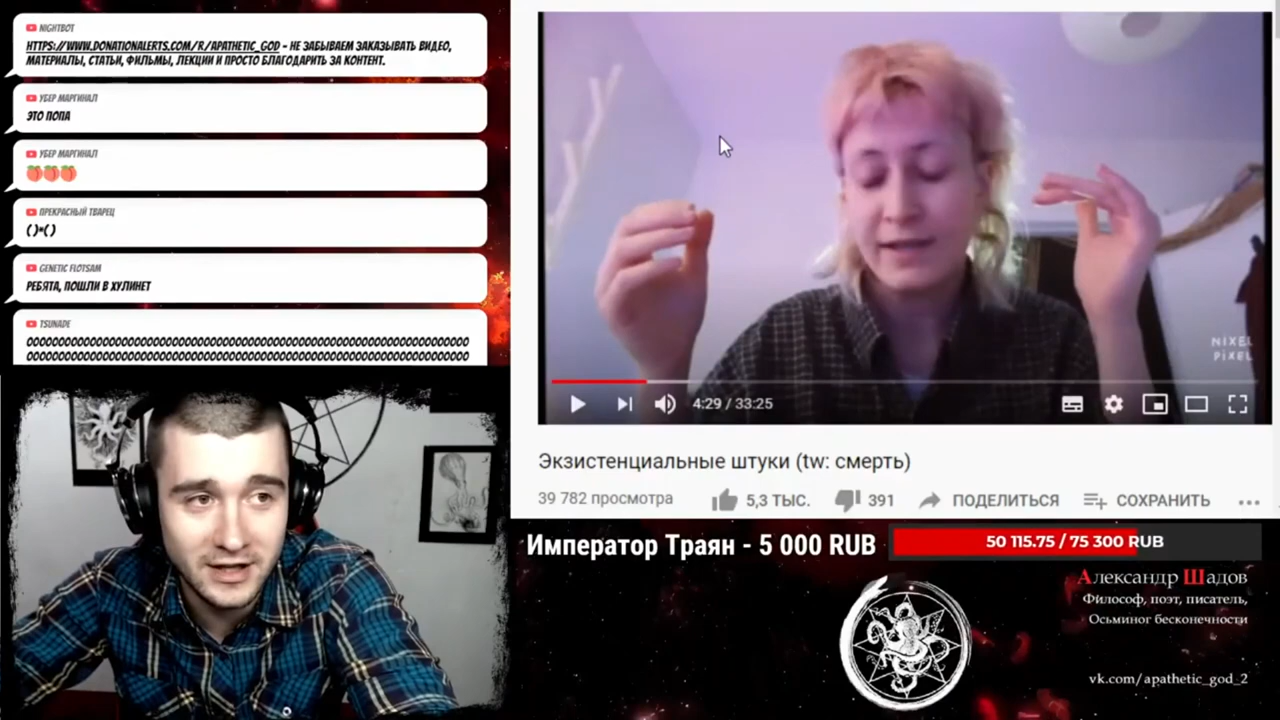 NIGHTBOT
HTTPS://WWW.DONATIONALERTS.COM/R/APATHETIC_GOD - НЕ ЗАБЫВАЕМ ЗАКАЗЫВАТЬ ВИДЕО,
МАТЕРИАЛЫ, СТАТЬИ, ФИЛЬМЫ, ЛЕКЦИИ И ПРОСТО БЛАГОДАРИТЬ ЗА КОНТЕНТ.
УБЕР МАРГИНАЛ
ЭТО ПОПА
УБЕР МАРГИНАЛ
ПРЕКРАСНЫЙ ТВАРЕЦ
( )*( )
GENETIC FLOTSAM
РЕБЯТА, ПОШЛИ В ХУЛИНЕТ
TSUNADE
NIXEL
PIXEL
4:29 / 33:25
Экзистенциальные штуки (tw: смерть)
39 782 просмотра
5,3 ТЫС.
391
ПОДЕЛИТЬСЯ
СОХРАНИТЬ
Император Траян - 5 000 RUB
50 115.75 / 75 300 RUB
Александр Шадов
Философ, поэт, писатель,
Осьминог бесконечности
vk.com/apathetic_god_2